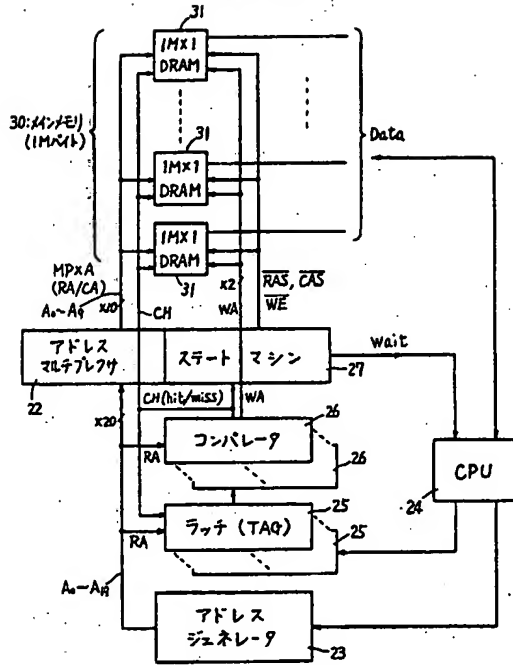 31
1M×1
DRAM
30:メインメモリ
(1Mバイト)
31
1M×1
DRAM
Data
1M×1
DRAM
31
MPXA
(RA/CA)
A₀~A₉
×10
CH
×2
WA
RAS, CAS
WE
アドレス
マルチプレクサ
ステート マシン
Wait
22
27
×20
CH(hit/miss)
WA
26
RA
コンパレータ
26
CPU
24
25
RA
ラッチ (TAG)
25
A₀~A₁₉
アドレス
ジェネレータ
23